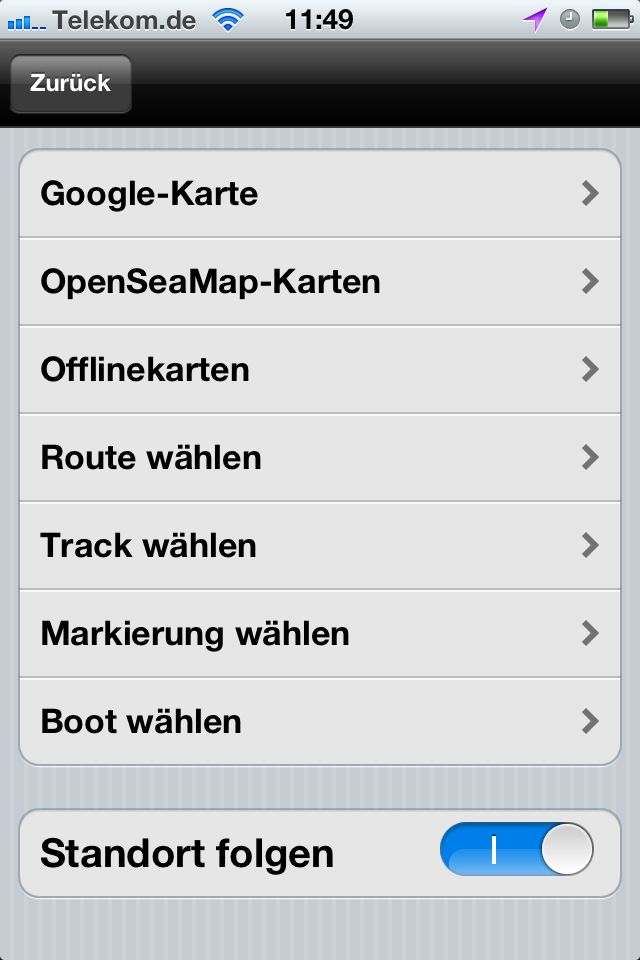 Telekom.de 11:49
Zurück
Google-Karte
OpenSeaMap-Karten
Offlinekarten
Route wählen
Track wählen
Markierung wählen
Boot wählen
Standort folgen